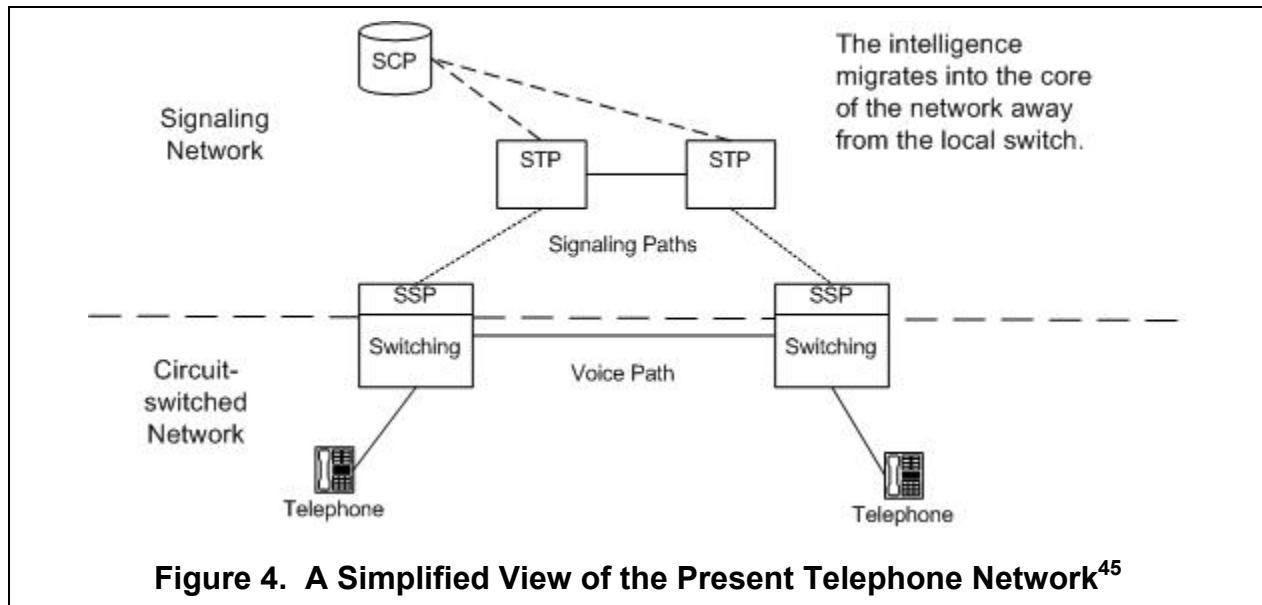 SCP
The intelligence
migrates into the core
of the network away
from the local switch.
Signaling
Network
STP
STP
Signaling Paths
SSP
SSP
Switching
Switching
Voice Path
Circuit-
switched
Network
Telephone
Telephone
Figure 4. A Simplified View of the Present Telephone Network45